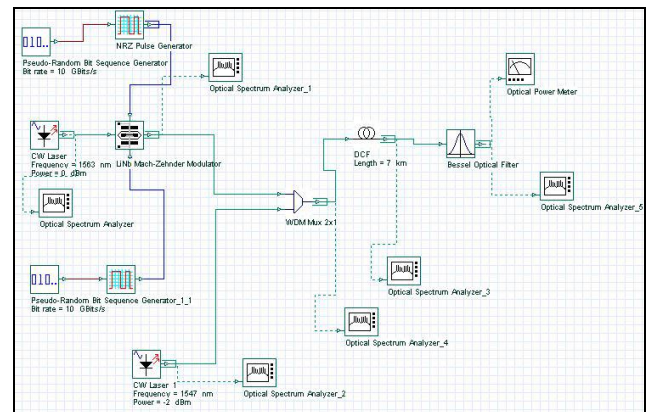 NRZ Pulse Generator
010..
Pseudo-Random Bit Sequence Generator
Bit rate = 10 GBits/s
Optical Spectrum Analyzer_1
Optical Power Meter
CW Laser
Frequency = 1563 nm
Power = 0 dBm
LiNb Mach-Zehnder Modulator
DCF
Length = 7 km
Bessel Optical Filter
Optical Spectrum Analyzer
WDM Mux 2x1
Optical Spectrum Analyzer_5
010..
Pseudo-Random Bit Sequence Generator_1_1
Bit rate = 10 GBits/s
Optical Spectrum Analyzer_3
Optical Spectrum Analyzer_4
CW Laser 1
Frequency = 1547 nm
Power = -2 dBm
Optical Spectrum Analyzer_2